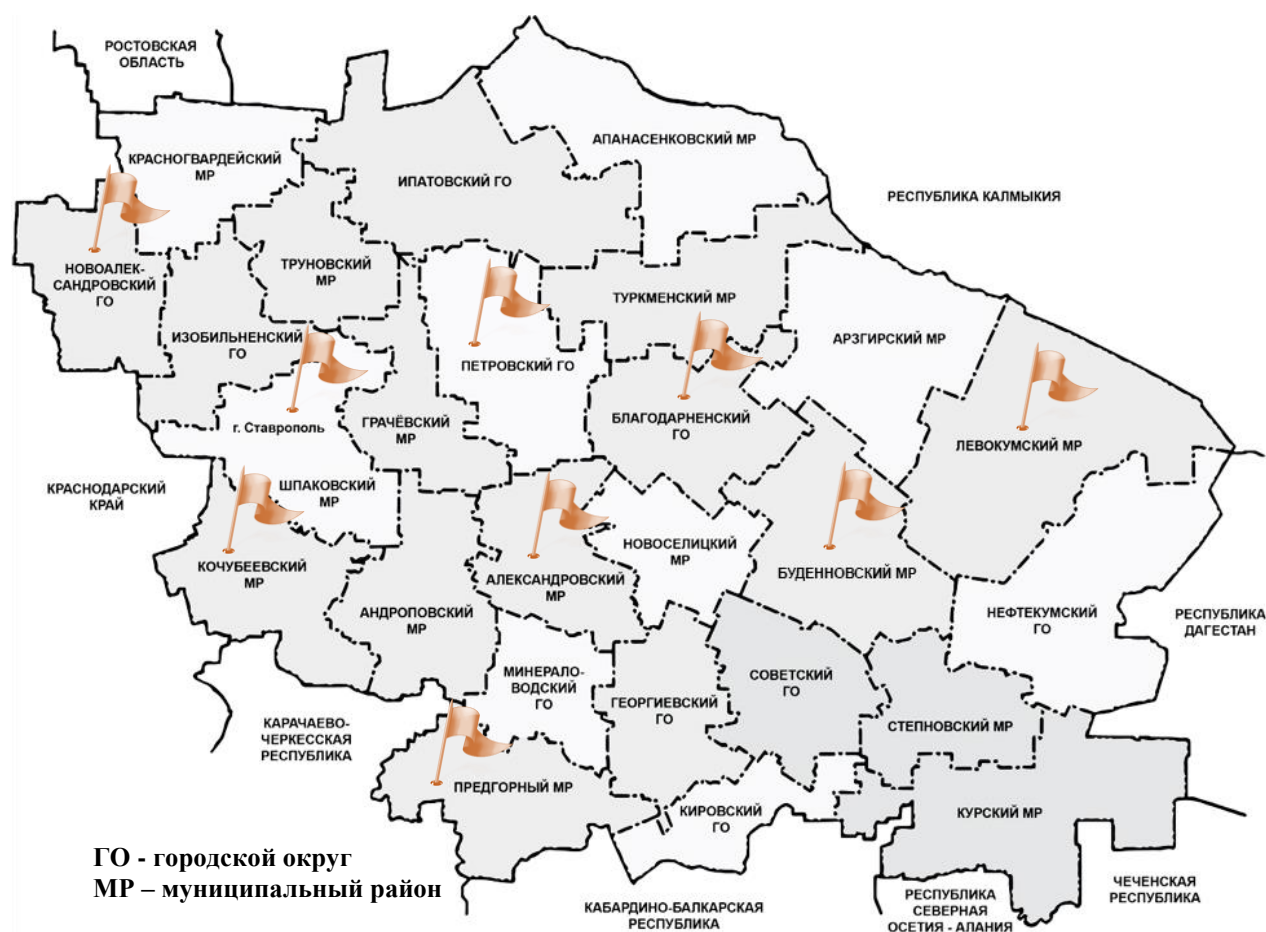 РОСТОВСКАЯ
ОБЛАСТЬ
АПАНАСЕНКОВСКИЙ МР
КРАСНОГВАРДЕЙСКИЙ
МР
ИПАТОВСКИЙ ГО
РЕСПУБЛИКА КАЛМЫКИЯ
НОВОАЛЕК-
САНДРОВСКИЙ
ГО
ТРУНОВСКИЙ
МР
ТУРКМЕНСКИЙ МР
ИЗОБИЛЬНЕНСКИЙ
ГО
ПЕТРОВСКИЙ ГО
АРЗГИРСКИЙ МР
г. Ставрополь
ГРАЧЁВСКИЙ
МР
БЛАГОДАРНЕНСКИЙ
ГО
ЛЕВОКУМСКИЙ МР
КРАСНОДАРСКИЙ
КРАЙ
ШПАКОВСКИЙ
МР
КОЧУБЕЕВСКИЙ
МР
АЛЕКСАНДРОВСКИЙ
МР
НОВОСЕЛИЦКИЙ
МР
БУДЕННОВСКИЙ МР
АНДРОПОВСКИЙ
МР
НЕФТЕКУМСКИЙ
ГО
РЕСПУБЛИКА
ДАГЕСТАН
МИНЕРАЛО-
ВОДСКИЙ
ГО
ГЕОРГИЕВСКИЙ
ГО
СОВЕТСКИЙ
ГО
СТЕПНОВСКИЙ МР
КАРАЧАЕВО-
ЧЕРКЕССКАЯ
РЕСПУБЛИКА
ПРЕДГОРНЫЙ МР
КИРОВСКИЙ
ГО
КУРСКИЙ МР
ГО - городской округ
МР – муниципальный район
КАБАРДИНО-БАЛКАРСКАЯ
РЕСПУБЛИКА
РЕСПУБЛИКА
СЕВЕРНАЯ
ОСЕТИЯ - АЛАНИЯ
ЧЕЧЕНСКАЯ
РЕСПУБЛИКА